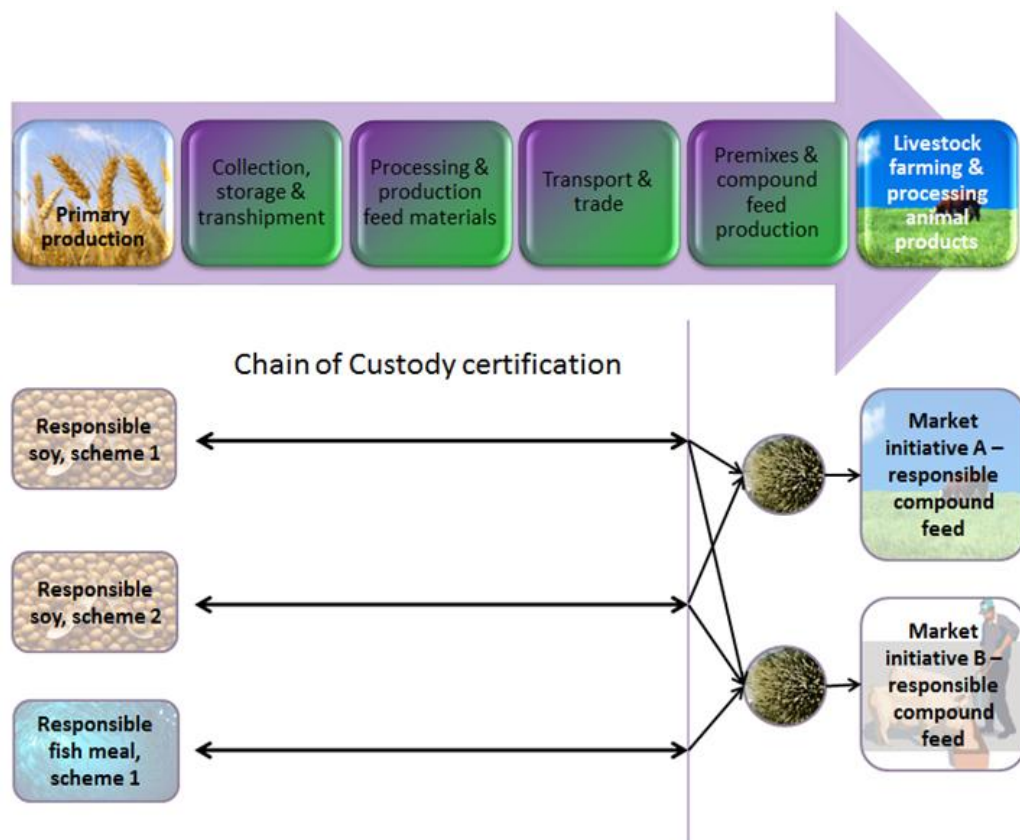 Primary
production
Collection,
storage &
transhipment
Processing &
production
feed materials
Transport &
trade
Premixes &
compound
feed
production
Livestock
farming &
processing
animal
products
Chain of Custody certification
Responsible
soy, scheme 1
Market
initiative A –
responsible
compound
feed
Responsible
soy, scheme 2
Market
initiative B –
responsible
compound
feed
Responsible
fish meal,
scheme 1